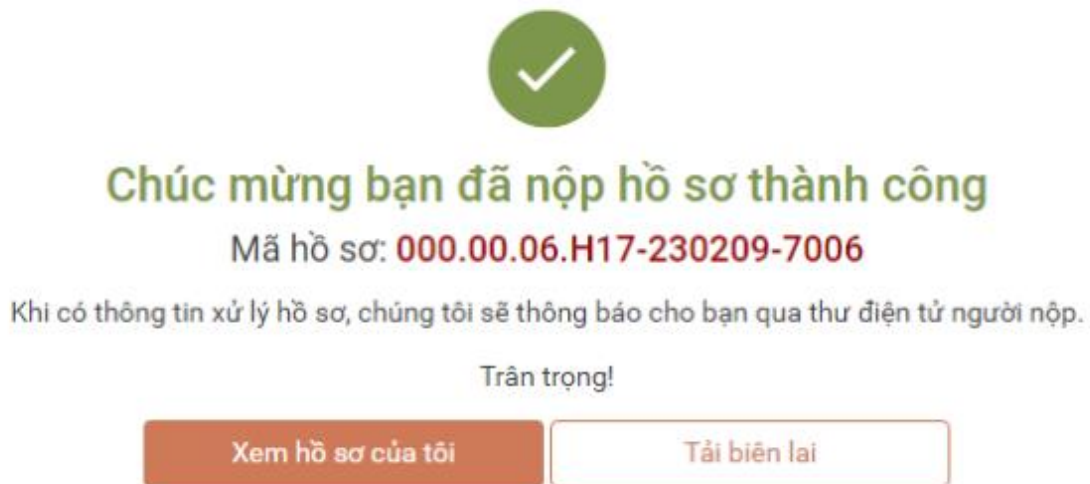 Chúc mừng bạn đã nộp hồ sơ thành công
Mã hồ sơ: 000.00.06.H17-230209-7006
Khi có thông tin xử lý hồ sơ, chúng tôi sẽ thông báo cho bạn qua thư điện tử người nộp.
Trân trọng!
Xem hồ sơ của tôi
Tải biên lai